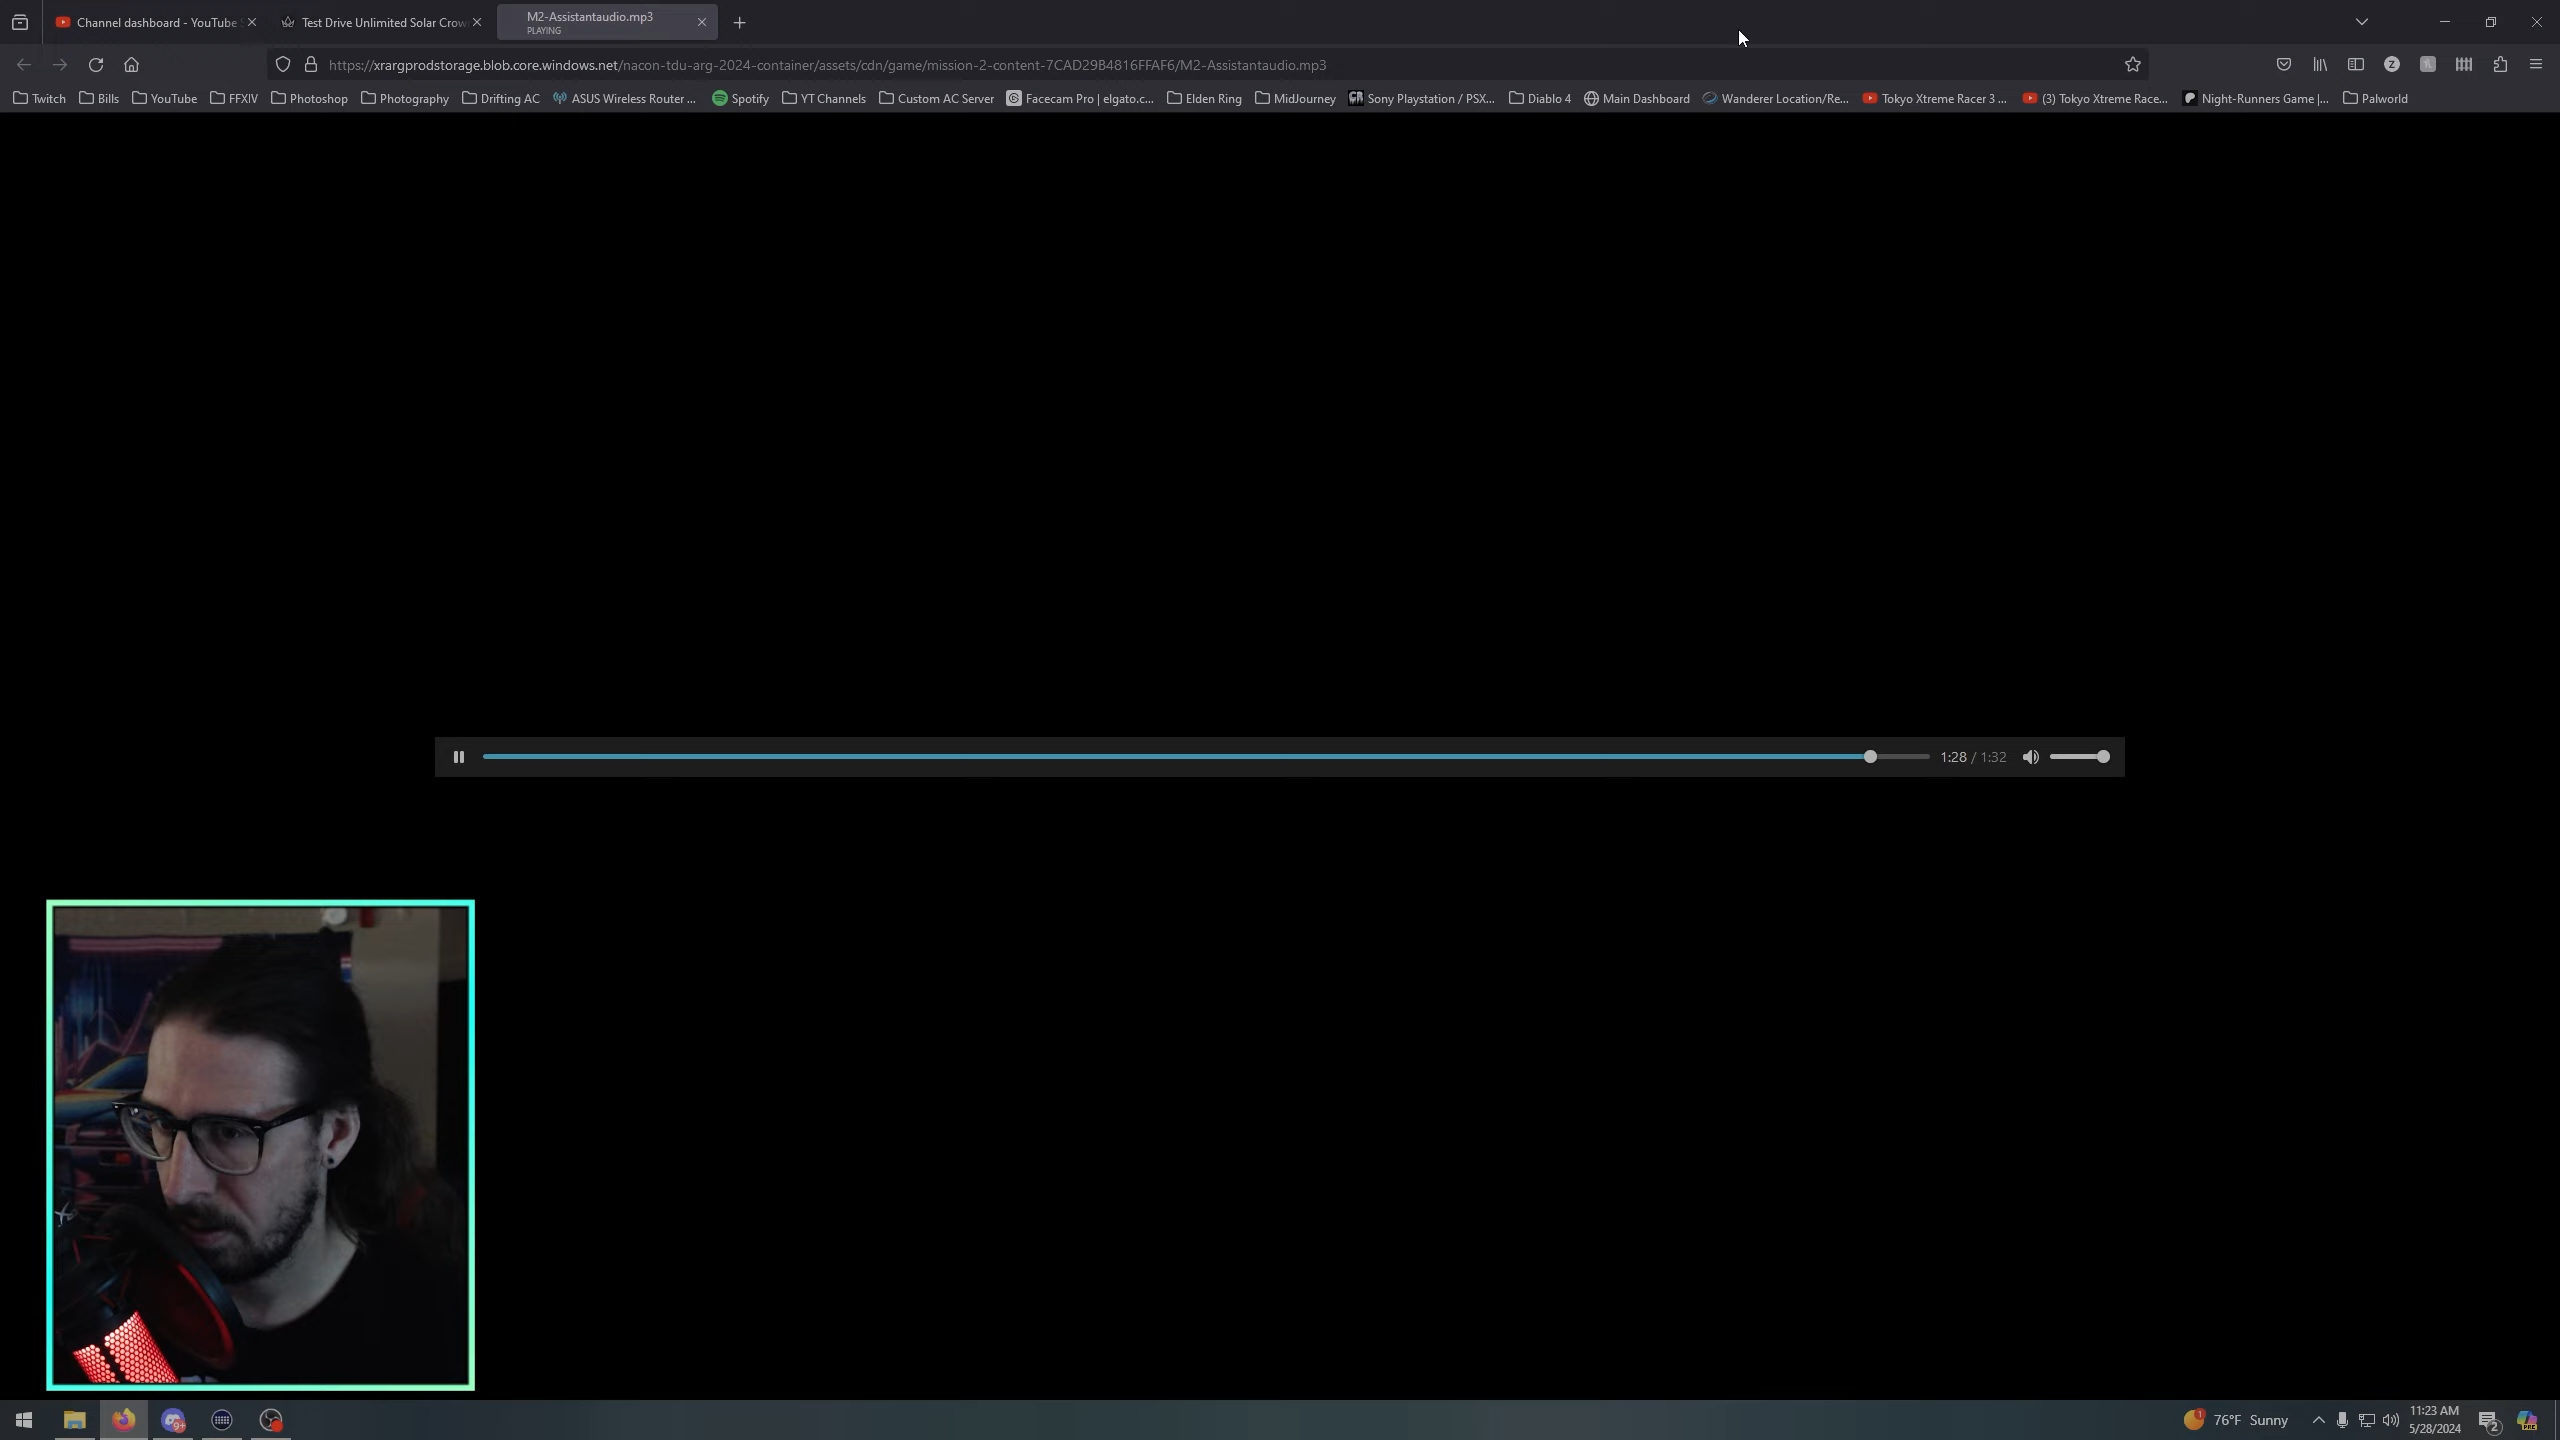 Channel dashboard - YouTube
Test Drive Unlimited Solar Crow
M2-Assistantaudio.mp3
PLAYING
https://xrargprodstorage.blob.core.windows.net/nacon-tdu-arg-2024-container/assets/cdn/game/mission-2-content-7CAD29B4816FFAF6/M2-Assistantaudio.mp3
Z
Twitch
Bills
YouTube
FFXIV
Photoshop
Photography
Drifting AC
ASUS Wireless Router ...
Spotify
YT Channels
Custom AC Server
Facecam Pro | elgato.c...
Elden Ring
MidJourney
Sony Playstation / PSX...
Diablo 4
Main Dashboard
Wanderer Location/Re...
Tokyo Xtreme Racer 3 ...
(3) Tokyo Xtreme Race...
Night-Runners Game |...
Palworld
1:28 / 1:32
9+
1
76°F Sunny
11:23 AM
5/28/2024
2
PRE